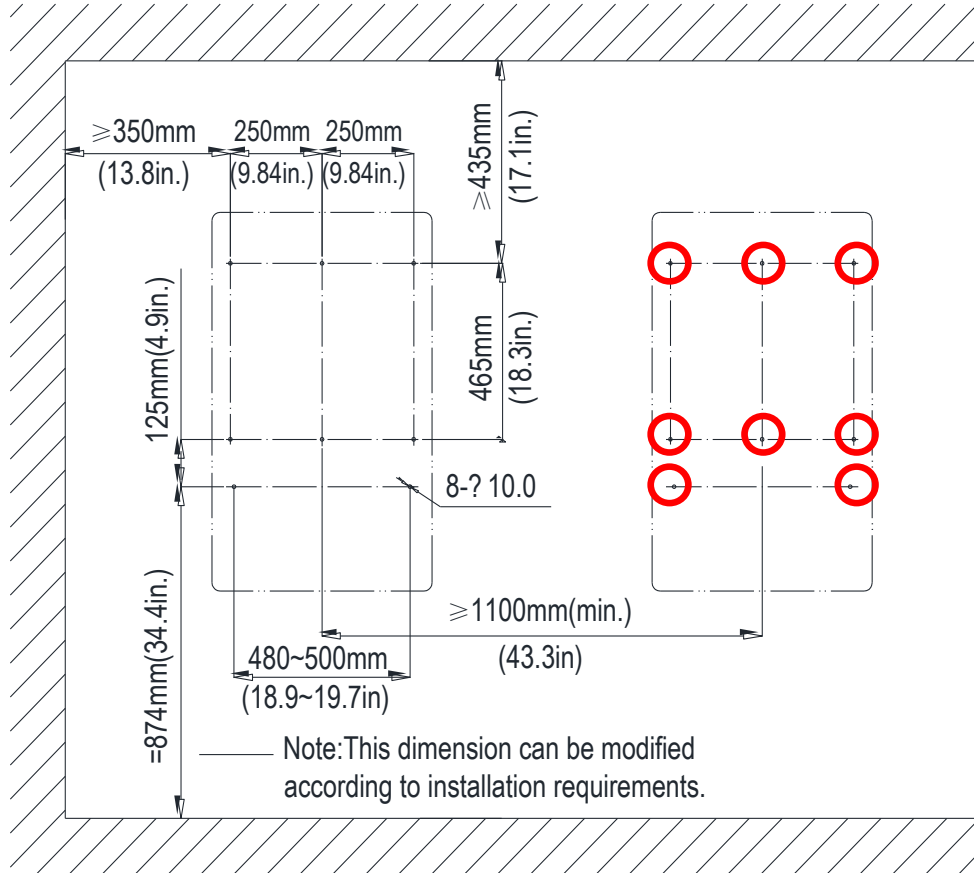 ≥350mm
(13.8in.)
250mm
(9.84in.)
250mm
(9.84in.)
≥435mm
(17.1in.)
125mm(4.9in.)
465mm
(18.3in.)
8-? 10.0
≥1100mm(min.)
(43.3in)
=874mm(34.4in.)
480~500mm
(18.9~19.7in)
Note:This dimension can be modified
according to installation requirements.